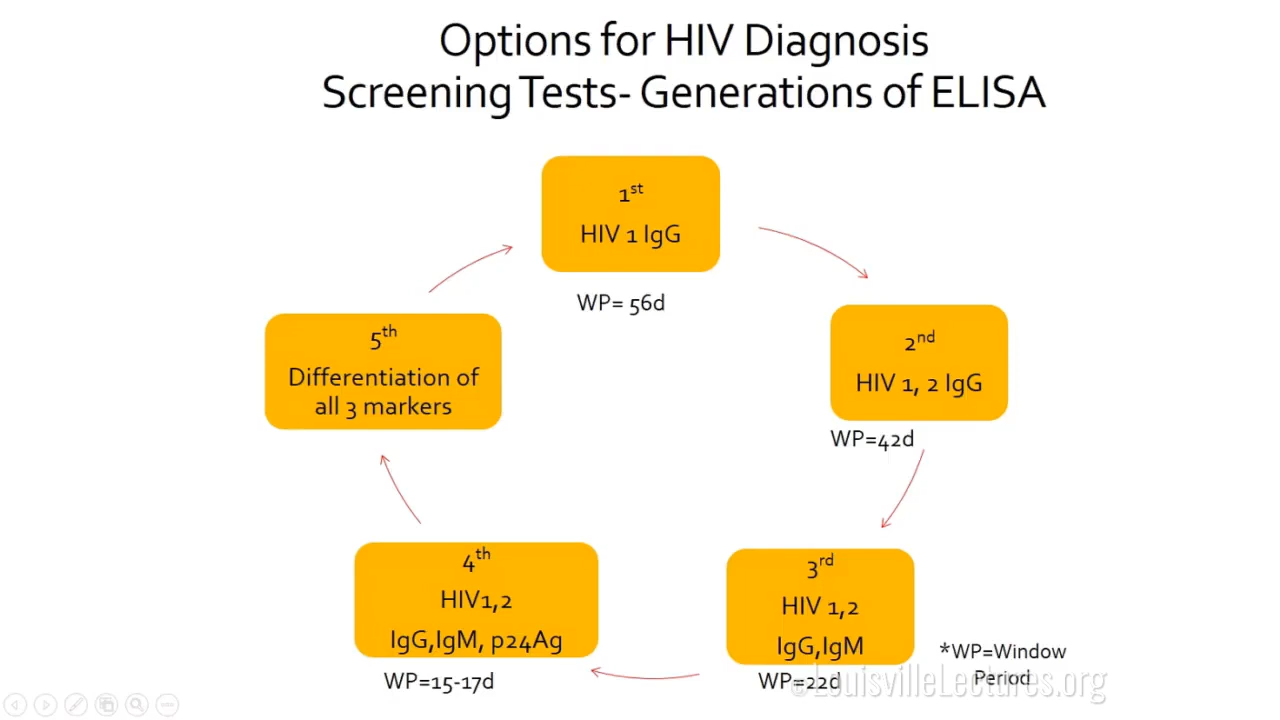 Options for HIV Diagnosis
Screening Tests- Generations of ELISA
1st
HIV 1 IgG
WP= 56d
2nd
HIV 1, 2 IgG
WP=42d
3rd
HIV 1,2
IgG,IgM
WP=22d
4th
HIV1,2
IgG,IgM, p24Ag
WP=15-17d
5th
Differentiation of
all 3 markers
*WP=Window
Period
©LouisvilleLectures.org